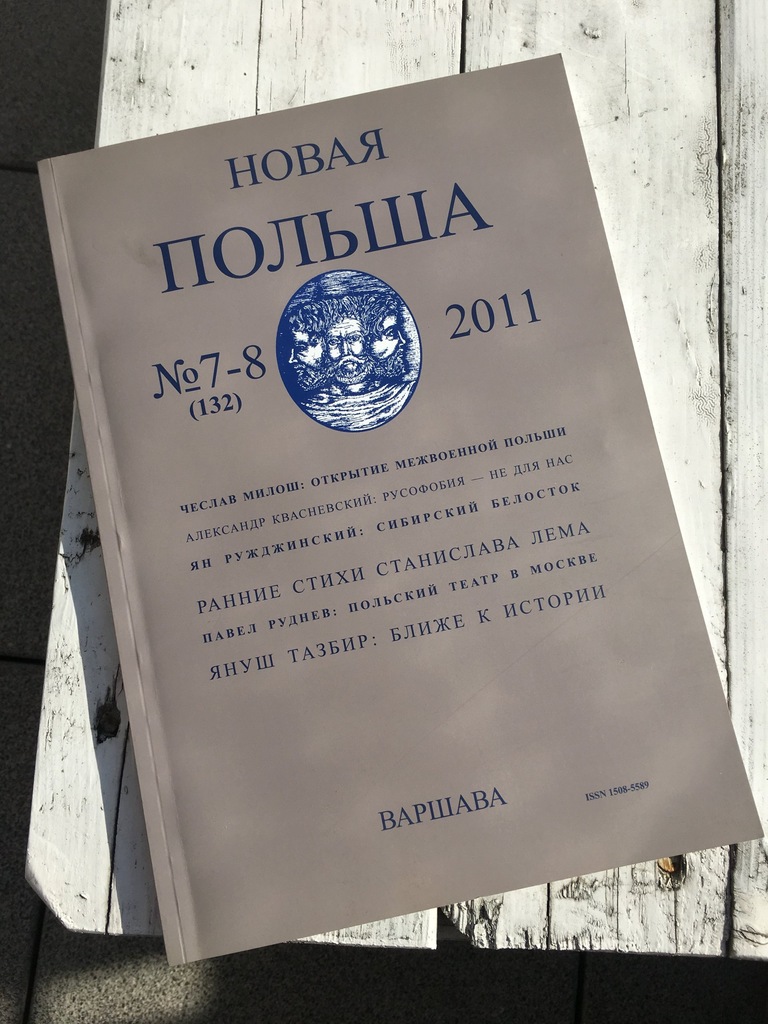 НОВАЯ
ПОЛЬША
№7-8
(132)
2011
ЧЕСЛАВ МИЛОШ: ОТКРЫТИЕ МЕЖВОЕННОЙ ПОЛЬШИ
АЛЕКСАНДР КВАСНЕВСКИЙ: РУСОФОБИЯ — НЕ ДЛЯ НАС
ЯН РУЖДЖИНСКИЙ: СИБИРСКИЙ БЕЛОСТОК
РАННИЕ СТИХИ СТАНИСЛАВА ЛЕМА
ПАВЕЛ РУДНЕВ: ПОЛЬСКИЙ ТЕАТР В МОСКВЕ
ЯНУШ ТАЗБИР: БЛИЖЕ К ИСТОРИИ
ВАРШАВА
ISSN 1508-5589